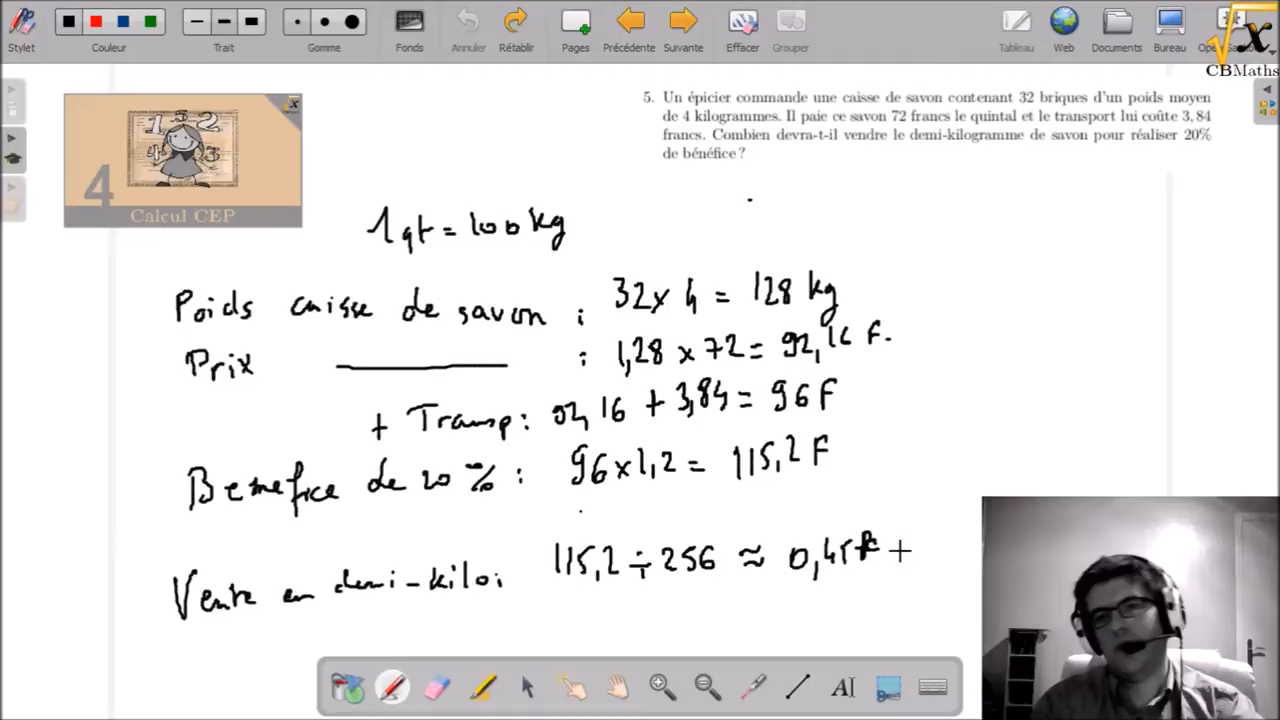 Stylet
Couleur
Trait
Gomme
Fonds
Annuler
Rétablir
Pages
Précédente
Suivante
Effacer
Grouper
Tableau
Web
Documents
Bureau
CBMaths
1 2
4 3
4
Calcul CEP
5. Un épicier commande une caisse de savon contenant 32 briques d'un poids moyen
de 4 kilogrammes. Il paie ce savon 72 francs le quintal et le transport lui coûte 3,84
francs. Combien devra-t-il vendre le demi-kilogramme de savon pour réaliser 20%
de bénéfice ?
1 qt = 100 kg
Poids caisse de savon : 32 x 4 = 128 kg
Prix : 1,28 x 72 = 92,16 F.
+ Transp : 92,16 + 3,84 = 96 F
Benefice de 20 % : 96 x 1,2 = 115,2 F
Vente en demi-kilo : 115,2 ÷ 256 ≈ 0,45 F
AI